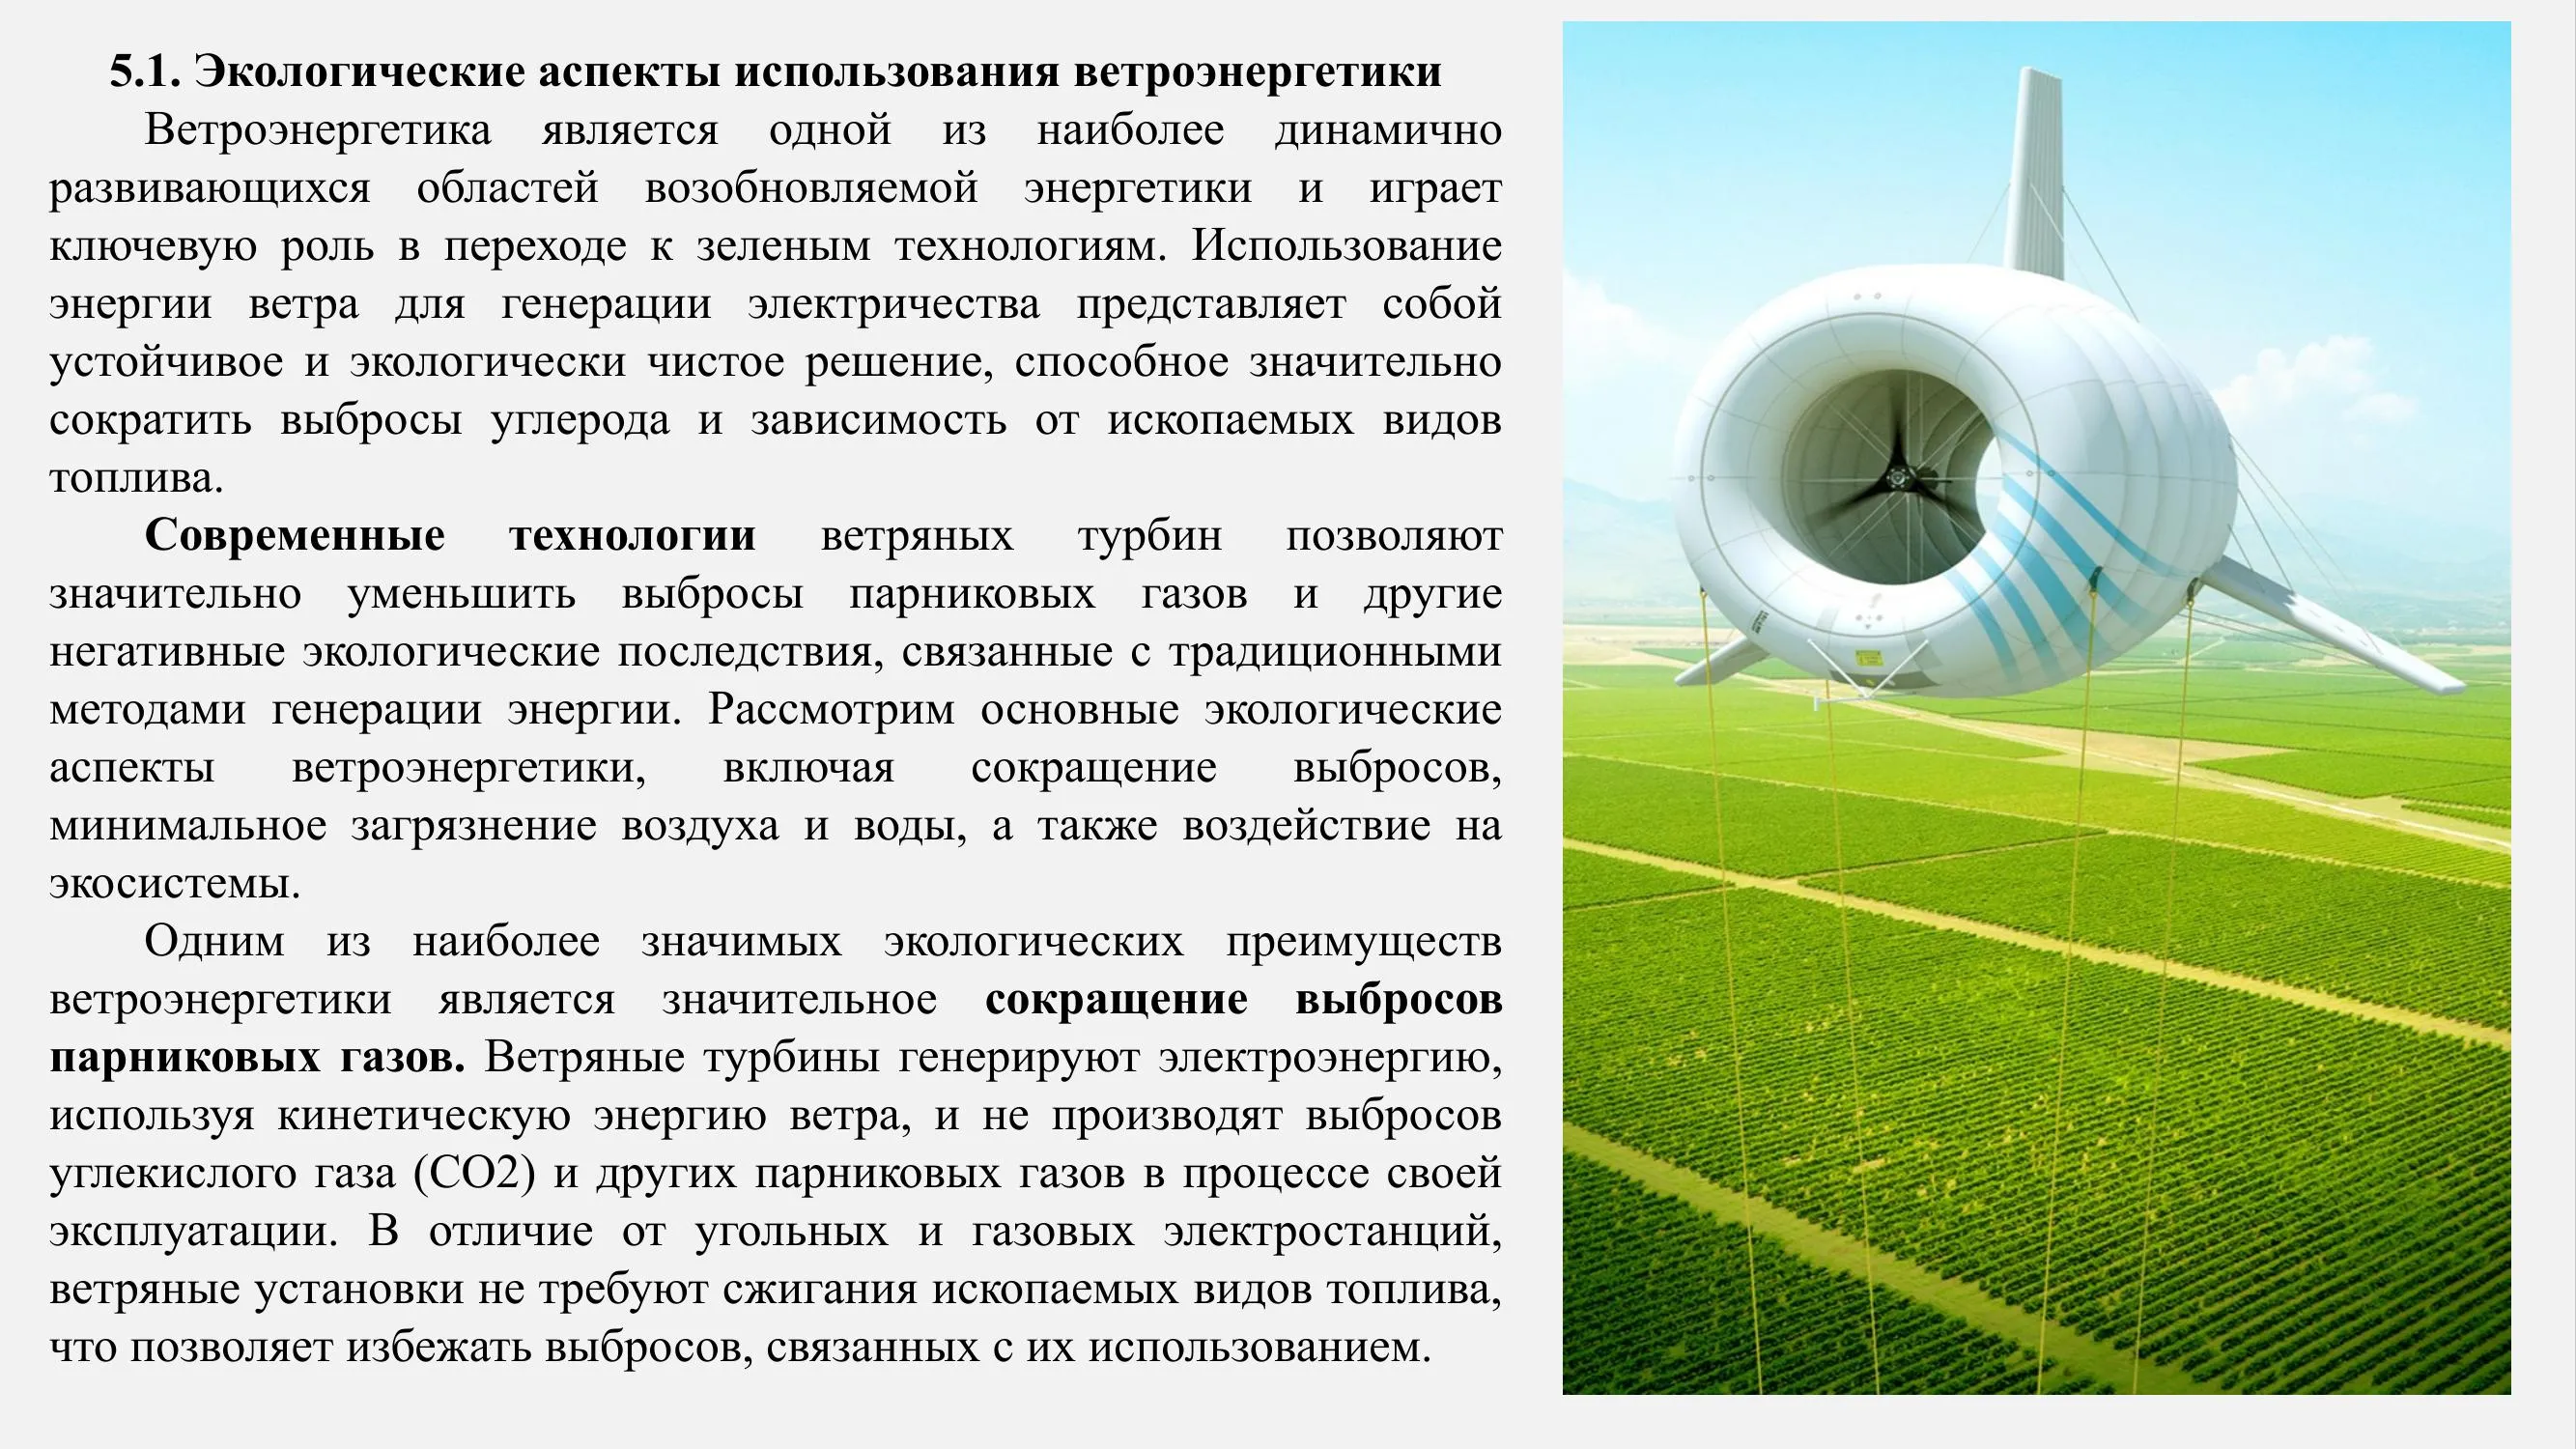 5.1. Экологические аспекты использования ветроэнергетики
Ветроэнергетика является одной из наиболее динамично
развивающихся областей возобновляемой энергетики и играет
ключевую роль в переходе к зеленым технологиям. Использование
энергии ветра для генерации электричества представляет собой
устойчивое и экологически чистое решение, способное значительно
сократить выбросы углерода и зависимость от ископаемых видов
топлива.
Современные технологии ветряных турбин позволяют
значительно уменьшить выбросы парниковых газов и другие
негативные экологические последствия, связанные с традиционными
методами генерации энергии. Рассмотрим основные экологические
аспекты ветроэнергетики, включая сокращение выбросов,
минимальное загрязнение воздуха и воды, а также воздействие на
экосистемы.
Одним из наиболее значимых экологических преимуществ
ветроэнергетики является значительное сокращение выбросов
парниковых газов. Ветряные турбины генерируют электроэнергию,
используя кинетическую энергию ветра, и не производят выбросов
углекислого газа (CO2) и других парниковых газов в процессе своей
эксплуатации. В отличие от угольных и газовых электростанций,
ветряные установки не требуют сжигания ископаемых видов топлива,
что позволяет избежать выбросов, связанных с их использованием.